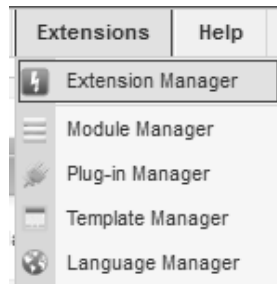 Extensions Help
Extension Manager
Module Manager
Plug-in Manager
Template Manager
Language Manager